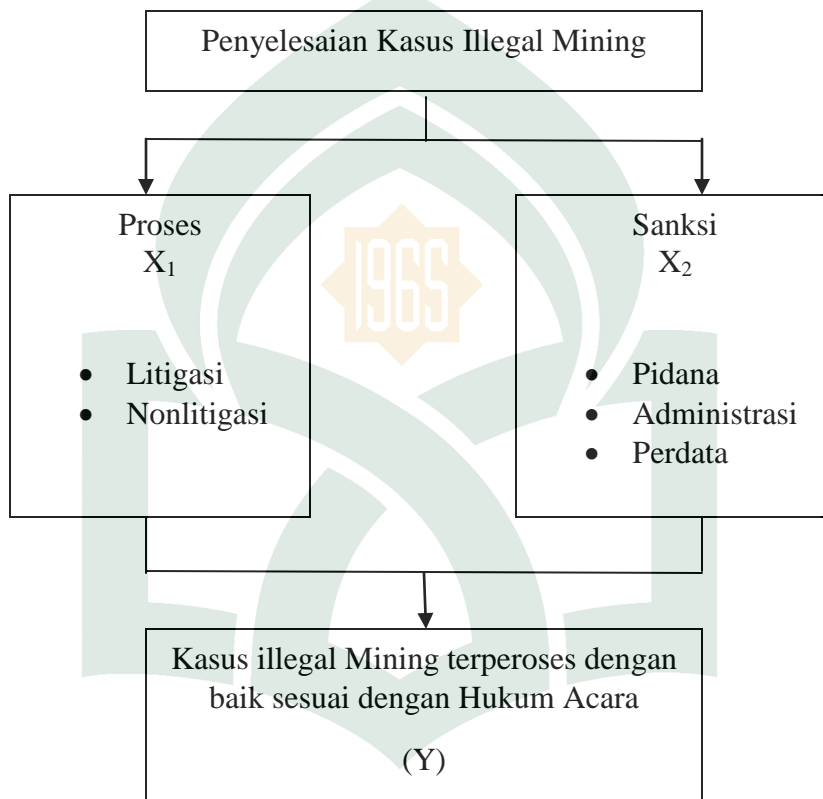 Penyelesaian Kasus Illegal Mining
Proses
X₁
• Litigasi
• Nonlitigasi
1965
Sanksi
X₂
• Pidana
• Administrasi
• Perdata
Kasus illegal Mining terperoses dengan
baik sesuai dengan Hukum Acara
(Y)